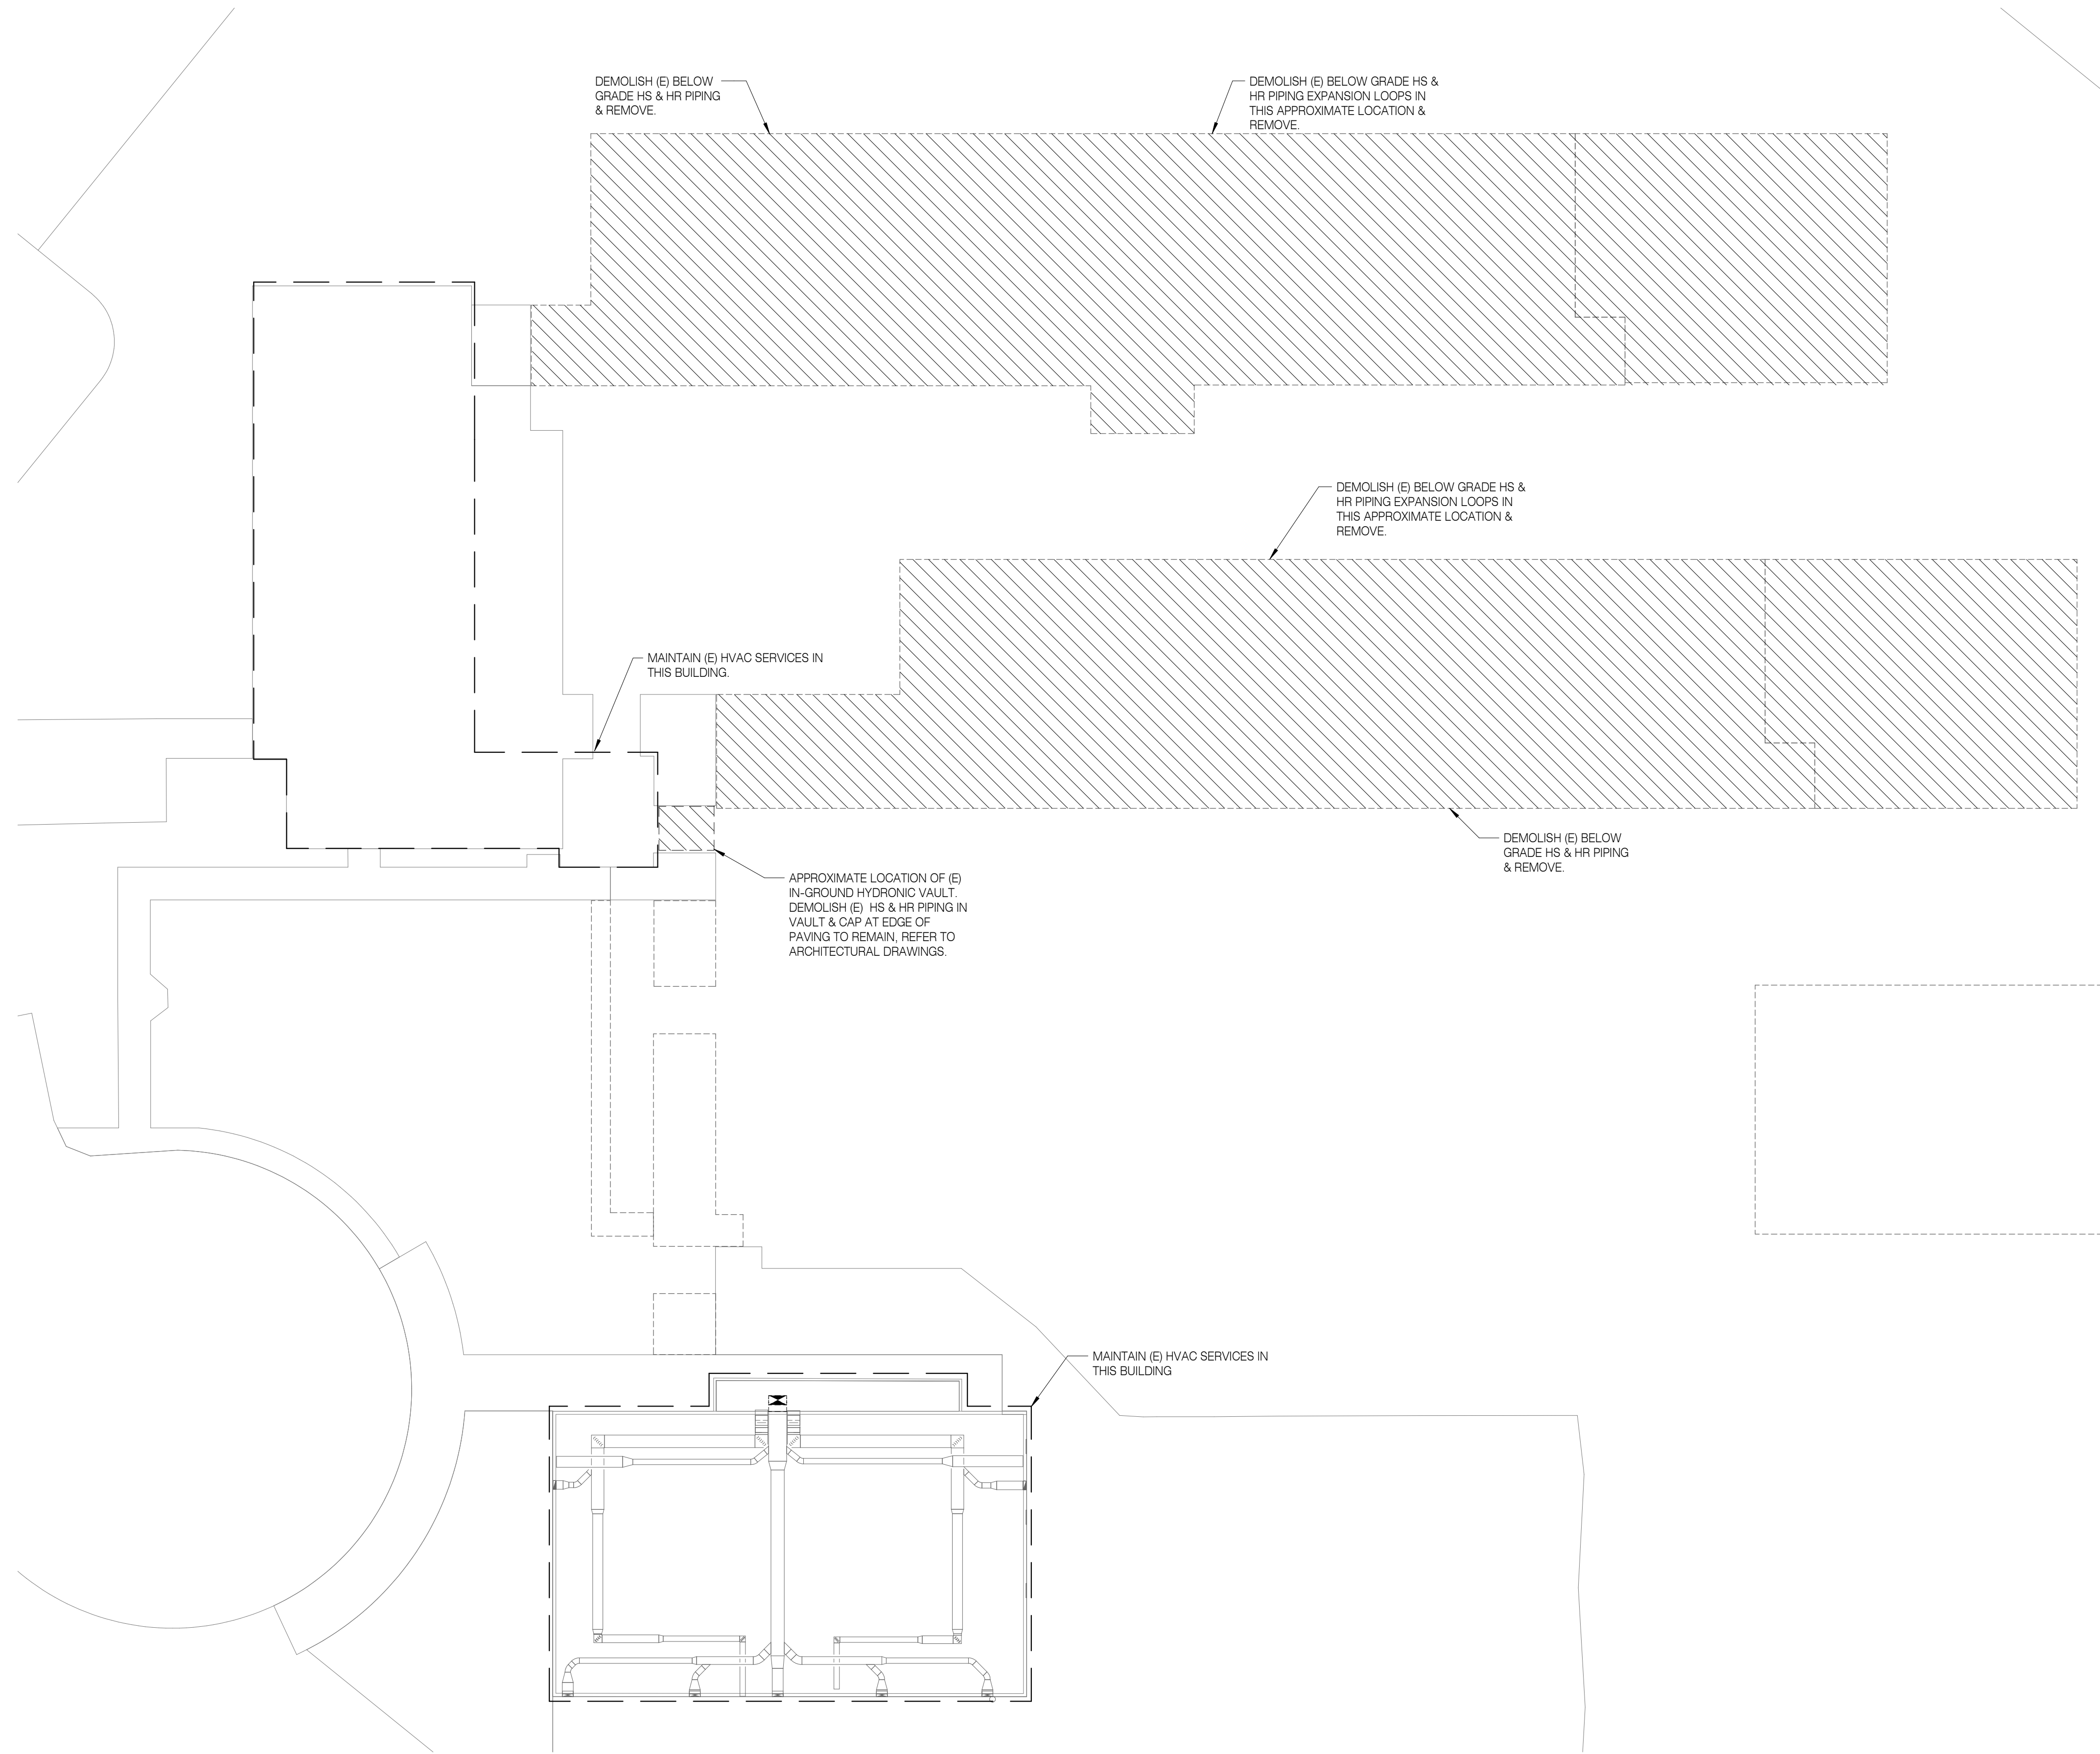 DEMOLISH (E) BELOW
GRADE HS & HR PIPING
& REMOVE.
DEMOLISH (E) BELOW GRADE HS &
HR PIPING EXPANSION LOOPS IN
THIS APPROXIMATE LOCATION &
REMOVE.
DEMOLISH (E) BELOW GRADE HS &
HR PIPING EXPANSION LOOPS IN
THIS APPROXIMATE LOCATION &
REMOVE.
MAINTAIN (E) HVAC SERVICES IN
THIS BUILDING.
DEMOLISH (E) BELOW
GRADE HS & HR PIPING
& REMOVE.
APPROXIMATE LOCATION OF (E)
IN-GROUND HYDRONIC VAULT.
DEMOLISH (E) HS & HR PIPING IN
VAULT & CAP AT EDGE OF
PAVING TO REMAIN, REFER TO
ARCHITECTURAL DRAWINGS.
MAINTAIN (E) HVAC SERVICES IN
THIS BUILDING